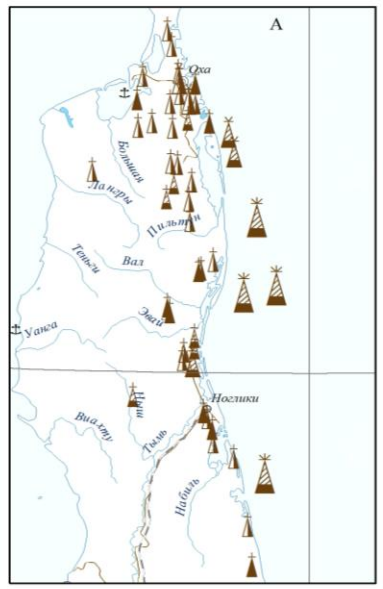 А
Оха
Большая
Лангры
Пильтун
Теньги
Вал
Эвай
Уанга
Ныш
Ноглики
Виахту
Тымь
Набиль